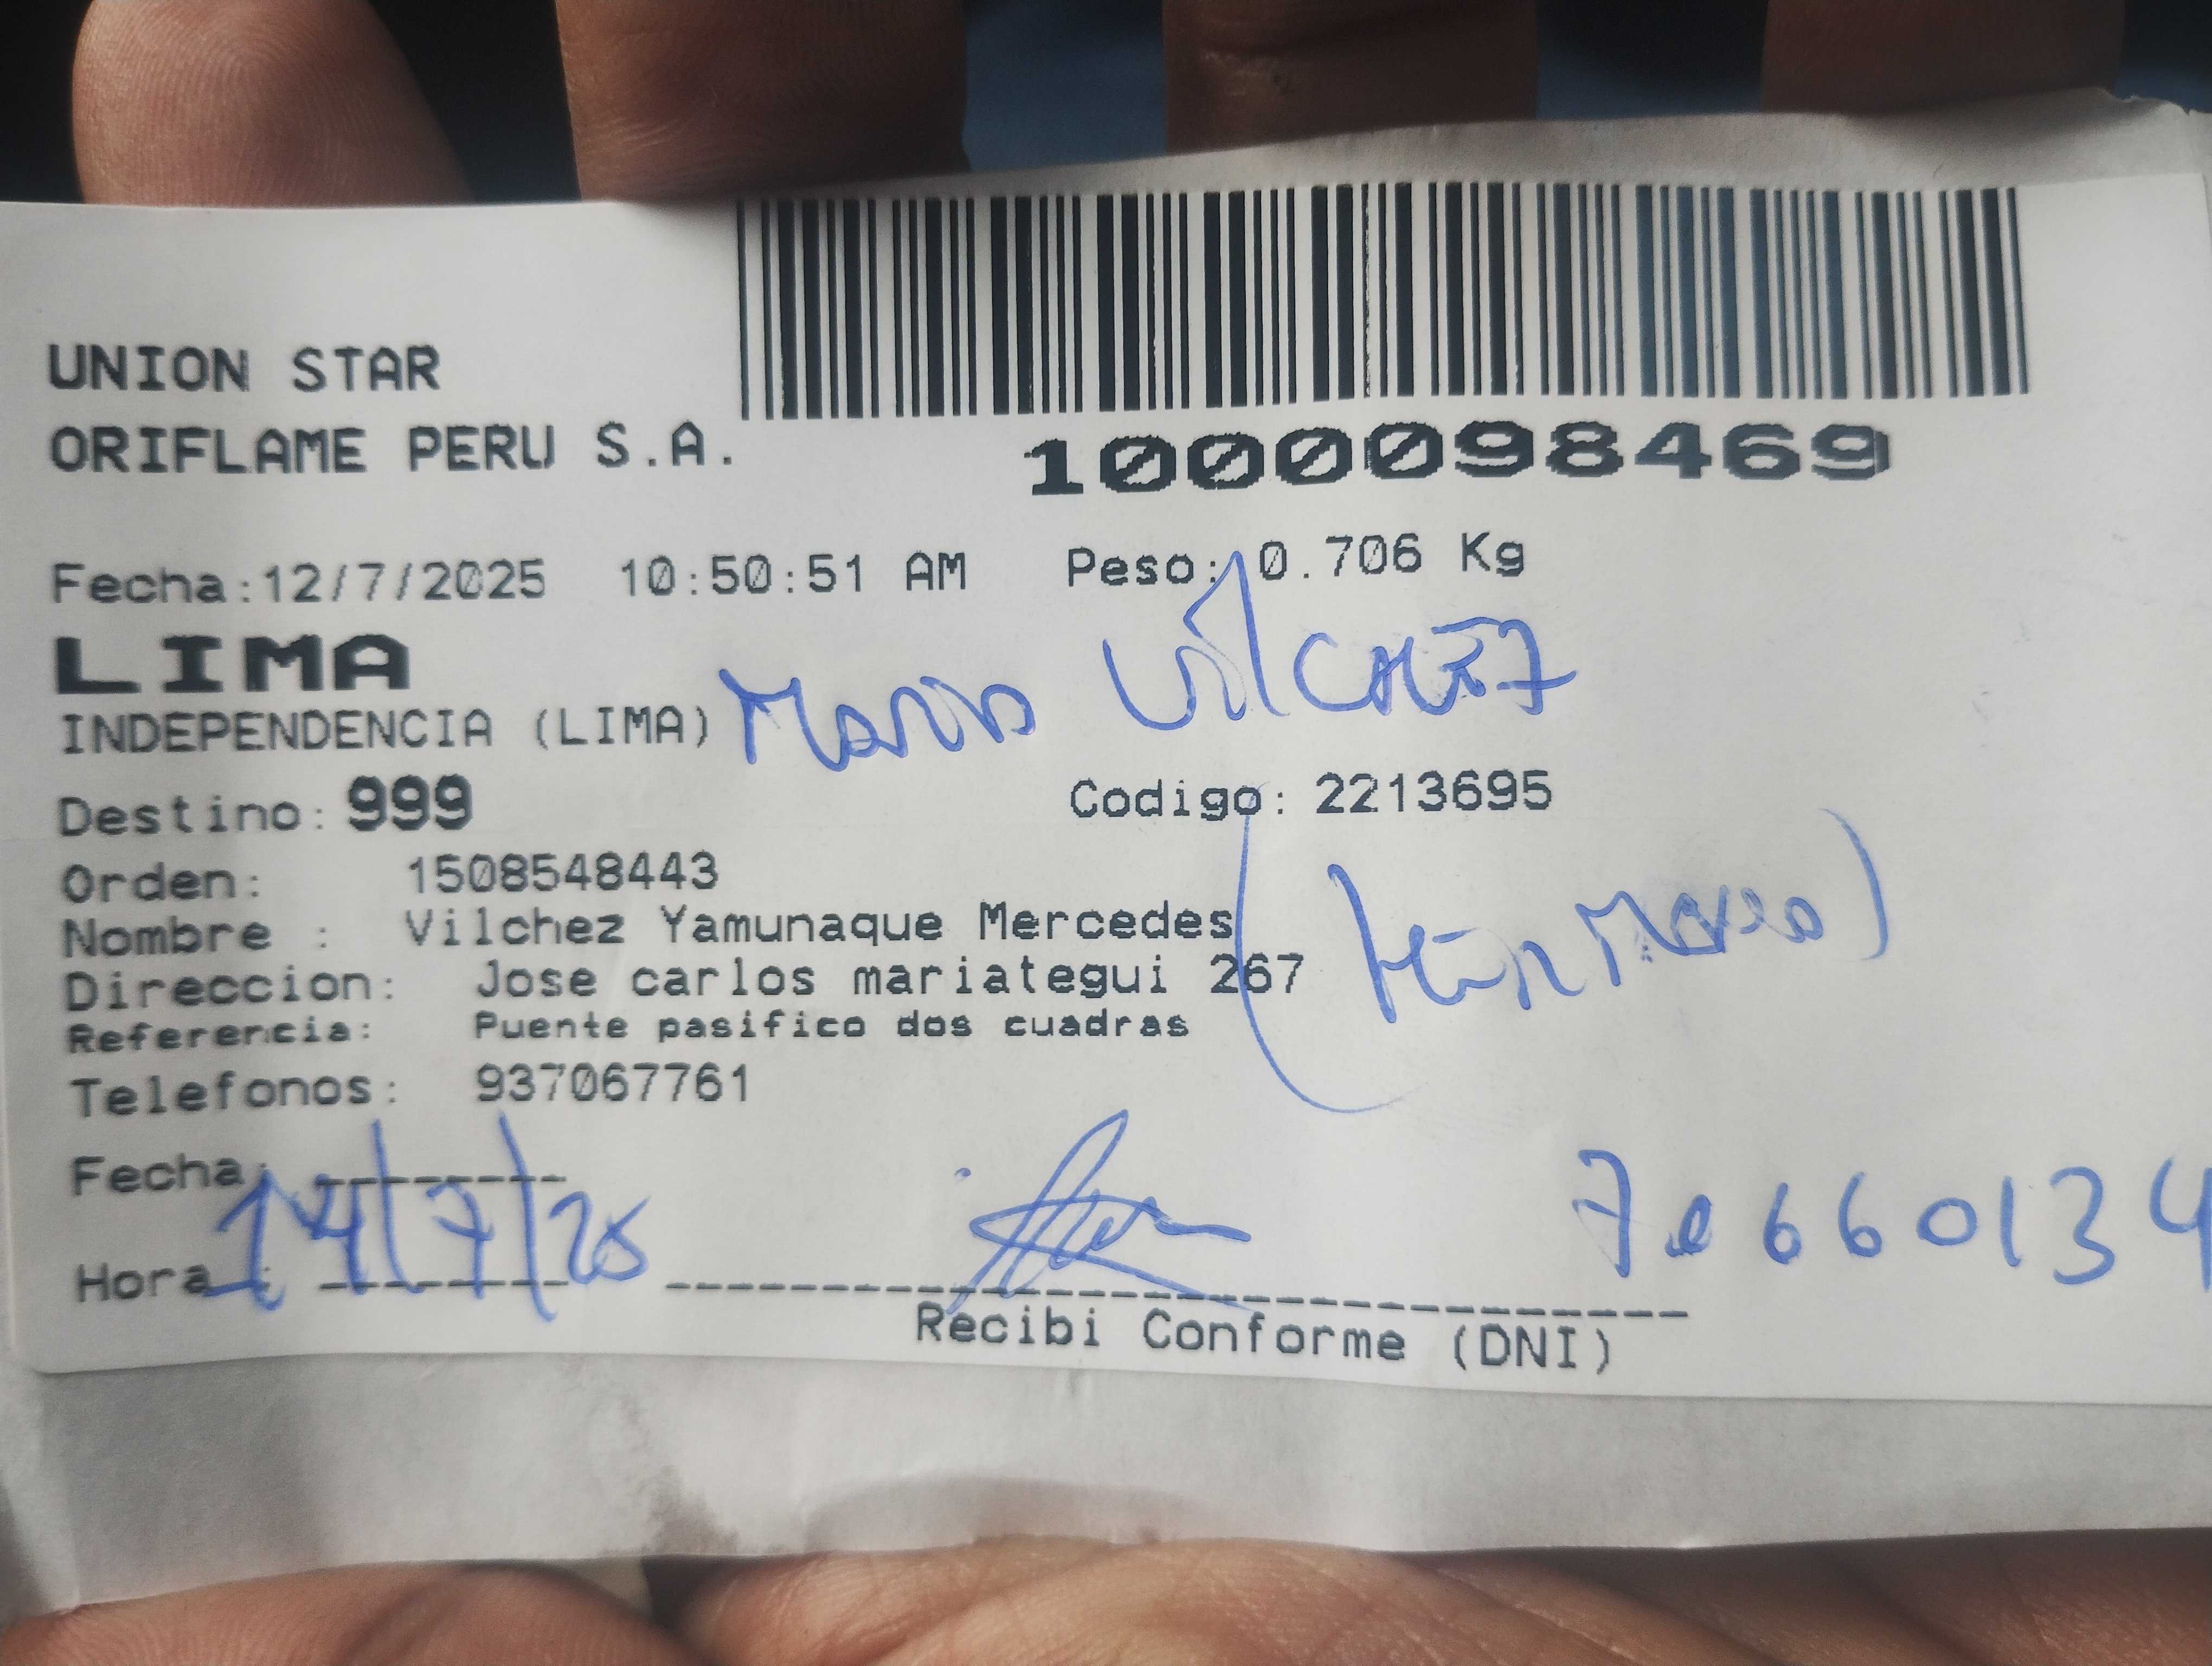 UNION STAR
ORIFLAME PERU S.A.
1000098469
Fecha:12/7/2025 10:50:51 AM Peso: 0.706 Kg
LIMA
INDEPENDENCIA (LIMA)
VilCHEZ
Destino: 999 Codigo: 2213695
Orden: 1508548443
Nombre : Vilchez Yamunaque Mercedes
Direccion: Jose carlos mariategui 267
Referencia: Puente pasifico dos cuadras
Telefonos: 937067761
Fecha: 14/7/25
70660134
Hora :
Recibi Conforme (DNI)